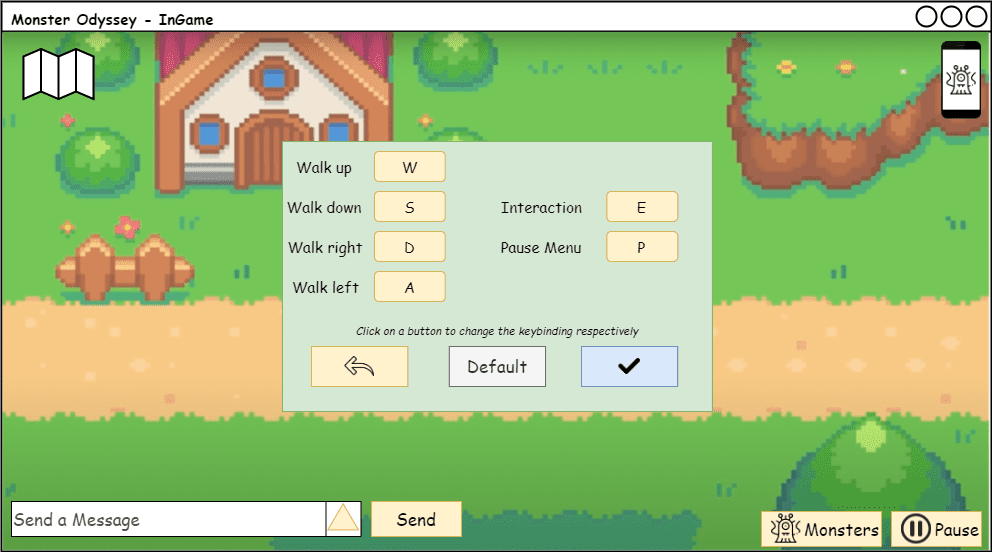 Monster Odyssey - InGame
Walk up W
Walk down S Interaction E
Walk right D Pause Menu P
Walk left A
Click on a button to change the keybinding respectively
Default
Send a Message Send
Monsters Pause